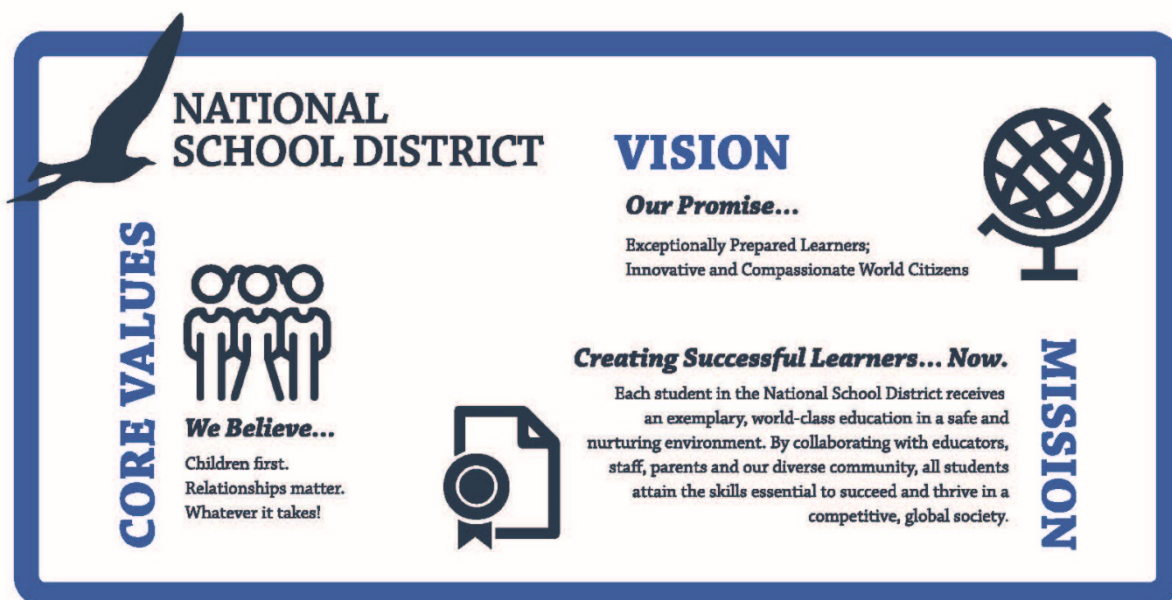 NATIONAL
SCHOOL DISTRICT
CORE VALUES
We Believe...
Children first.
Relationships matter.
Whatever it takes!
VISION
Our Promise...
Exceptionally Prepared Learners;
Innovative and Compassionate World Citizens
MISSION
Creating Successful Learners... Now.
Each student in the National School District receives
an exemplary, world-class education in a safe and
nurturing environment. By collaborating with educators,
staff, parents and our diverse community, all students
attain the skills essential to succeed and thrive in a
competitive, global society.